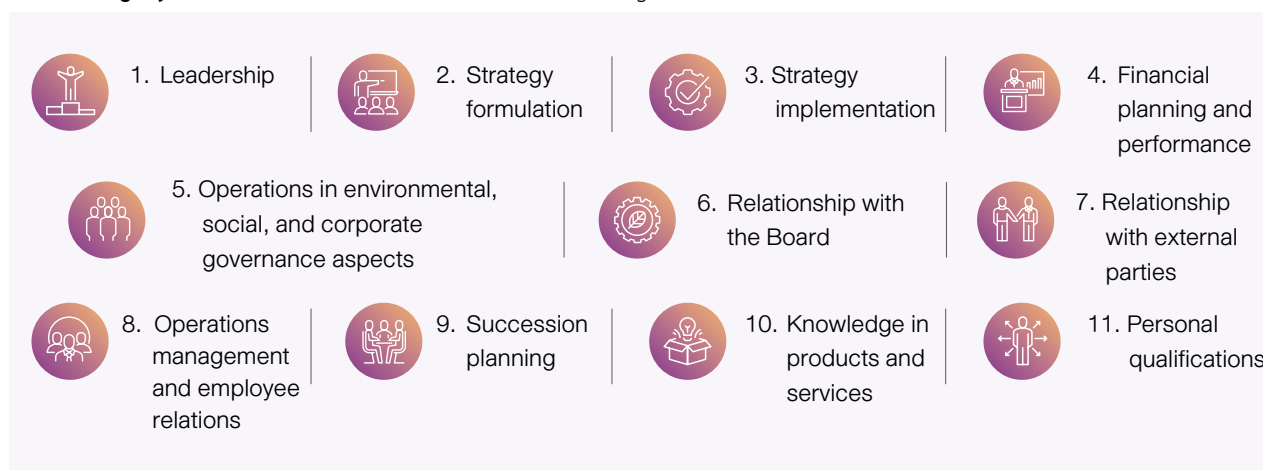 1. Leadership
2. Strategy
formulation
3. Strategy
implementation
4. Financial
planning and
performance
5. Operations in environmental,
social, and corporate
governance aspects
6. Relationship with
the Board
7. Relationship
with external
parties
8. Operations
management
and employee
relations
9. Succession
planning
10. Knowledge in
products and
services
11. Personal
qualifications